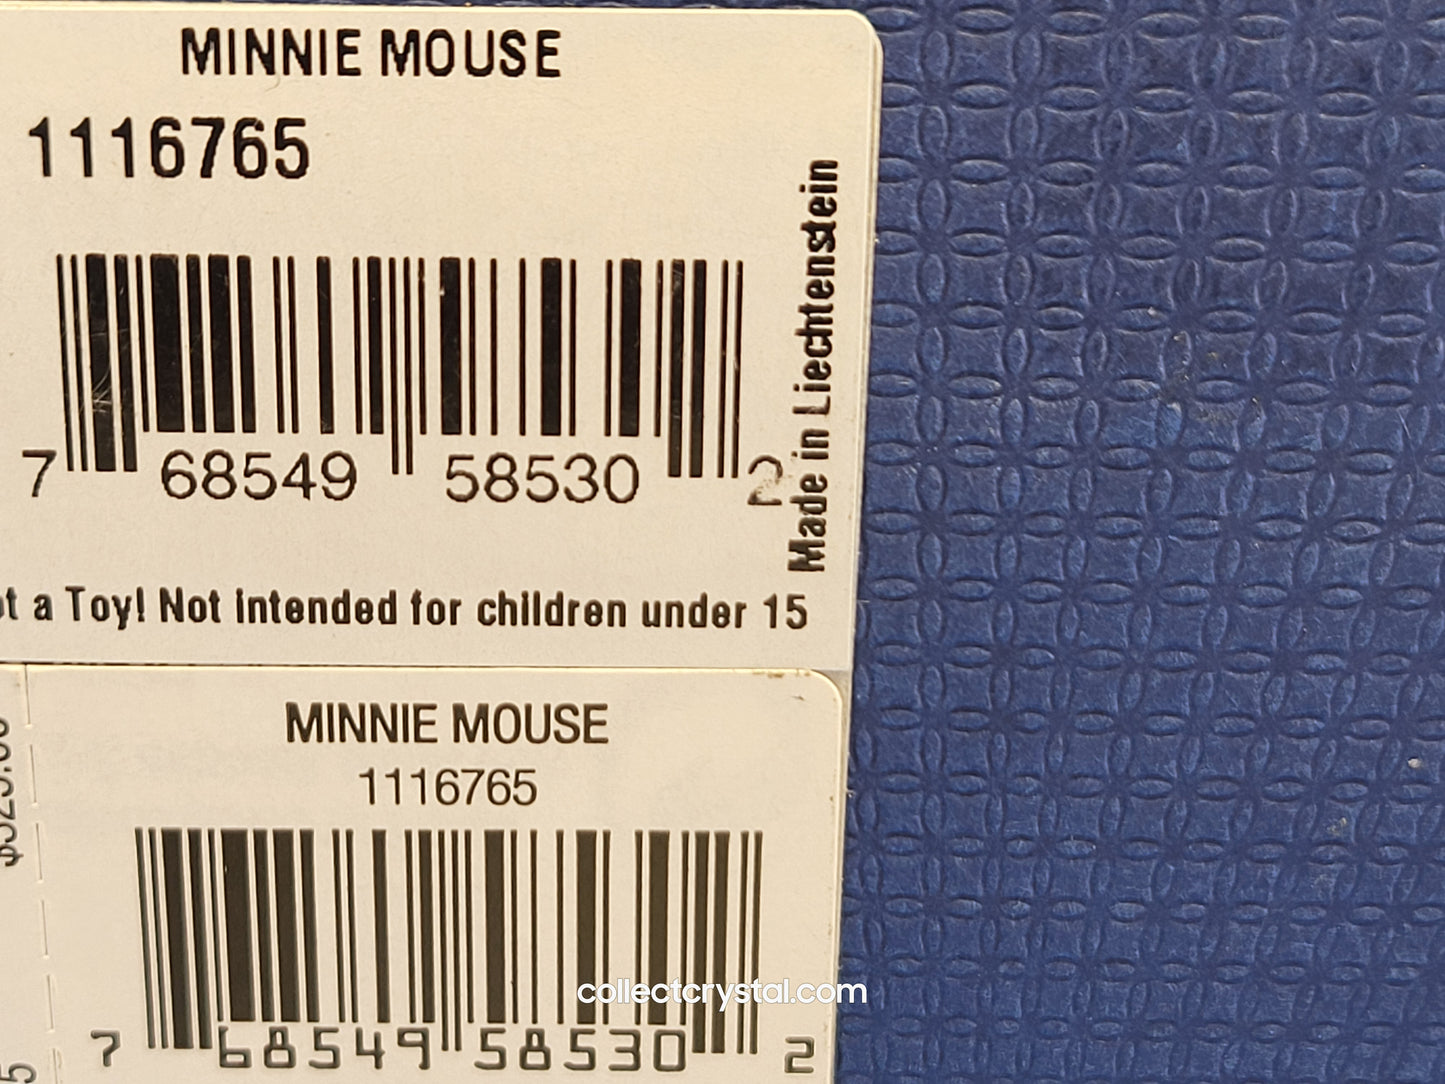 MINNIE MOUSE
1116765
7 68549 58530 2
Made in Liechtenstein
a Toy! Not intended for children under 15
MINNIE MOUSE
1116765
7 68549 58530 2
collectcrystal.com